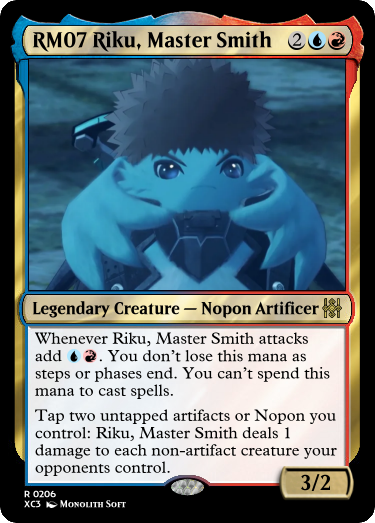 RM07 Riku, Master Smith 2
Legendary Creature — Nopon Artificer
Whenever Riku, Master Smith attacks
add . You don't lose this mana as
steps or phases end. You can't spend this
mana to cast spells.
Tap two untapped artifacts or Nopon you
control: Riku, Master Smith deals 1
damage to each non-artifact creature your
opponents control.
3/2
R 0206
XC3 Monolith Soft